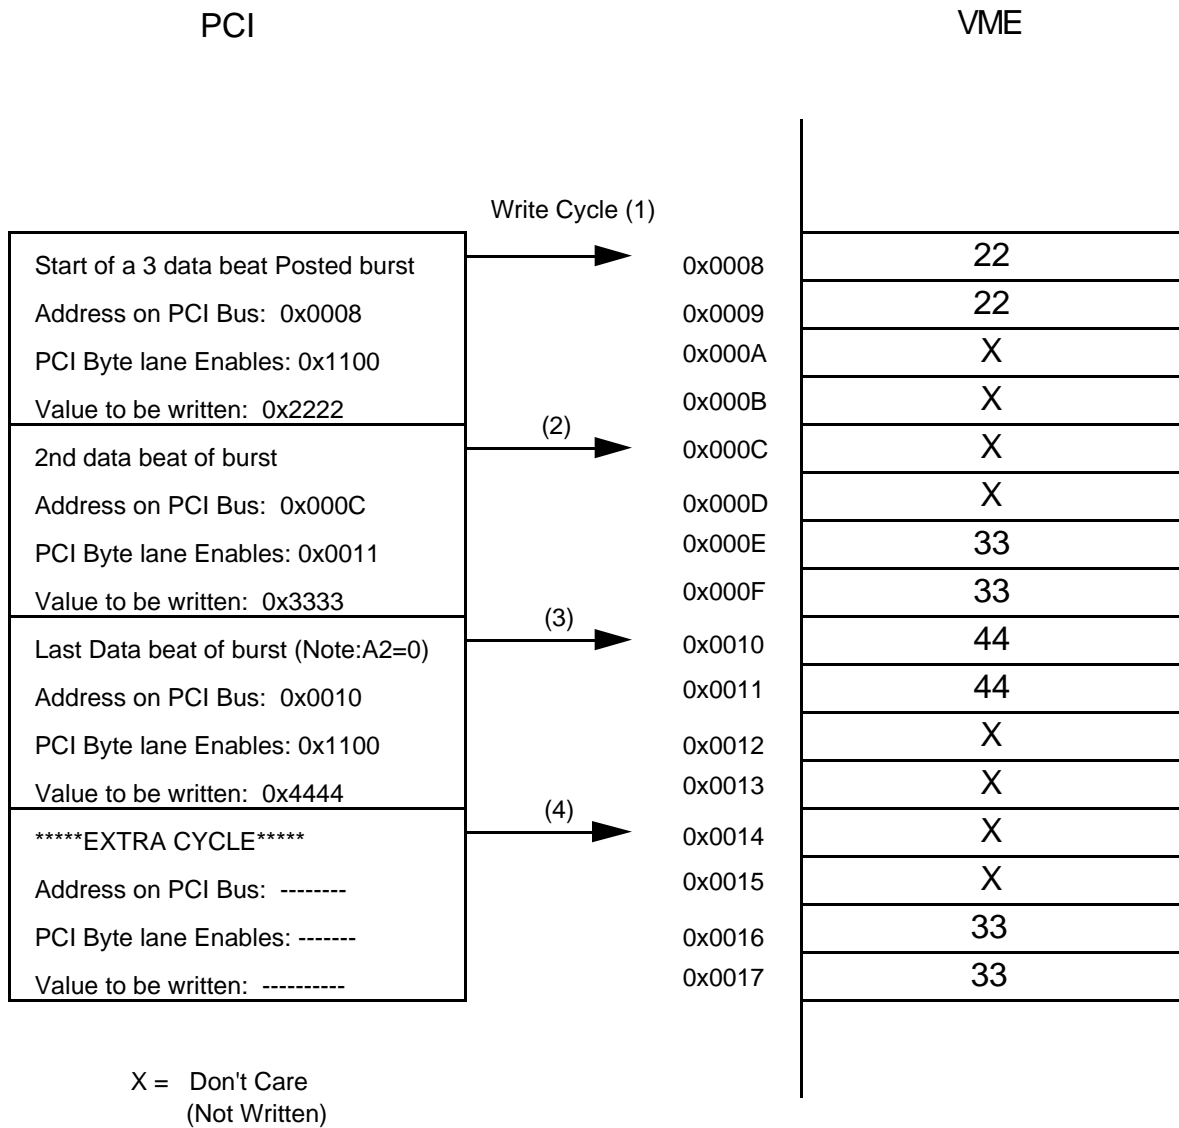 PCI
VME
Write Cycle (1)
Start of a 3 data beat Posted burst
Address on PCI Bus: 0x0008
PCI Byte lane Enables: 0x1100
Value to be written: 0x2222
(2)
2nd data beat of burst
Address on PCI Bus: 0x000C
PCI Byte lane Enables: 0x0011
Value to be written: 0x3333
(3)
Last Data beat of burst (Note:A2=0)
Address on PCI Bus: 0x0010
PCI Byte lane Enables: 0x1100
Value to be written: 0x4444
(4)
*****EXTRA CYCLE*****
Address on PCI Bus: --------
PCI Byte lane Enables: -------
Value to be written: ----------
0x0008 22
0x0009 22
0x000A X
0x000B X
0x000C X
0x000D X
0x000E 33
0x000F 33
0x0010 44
0x0011 44
0x0012 X
0x0013 X
0x0014 X
0x0015 X
0x0016 33
0x0017 33
X = Don't Care
(Not Written)